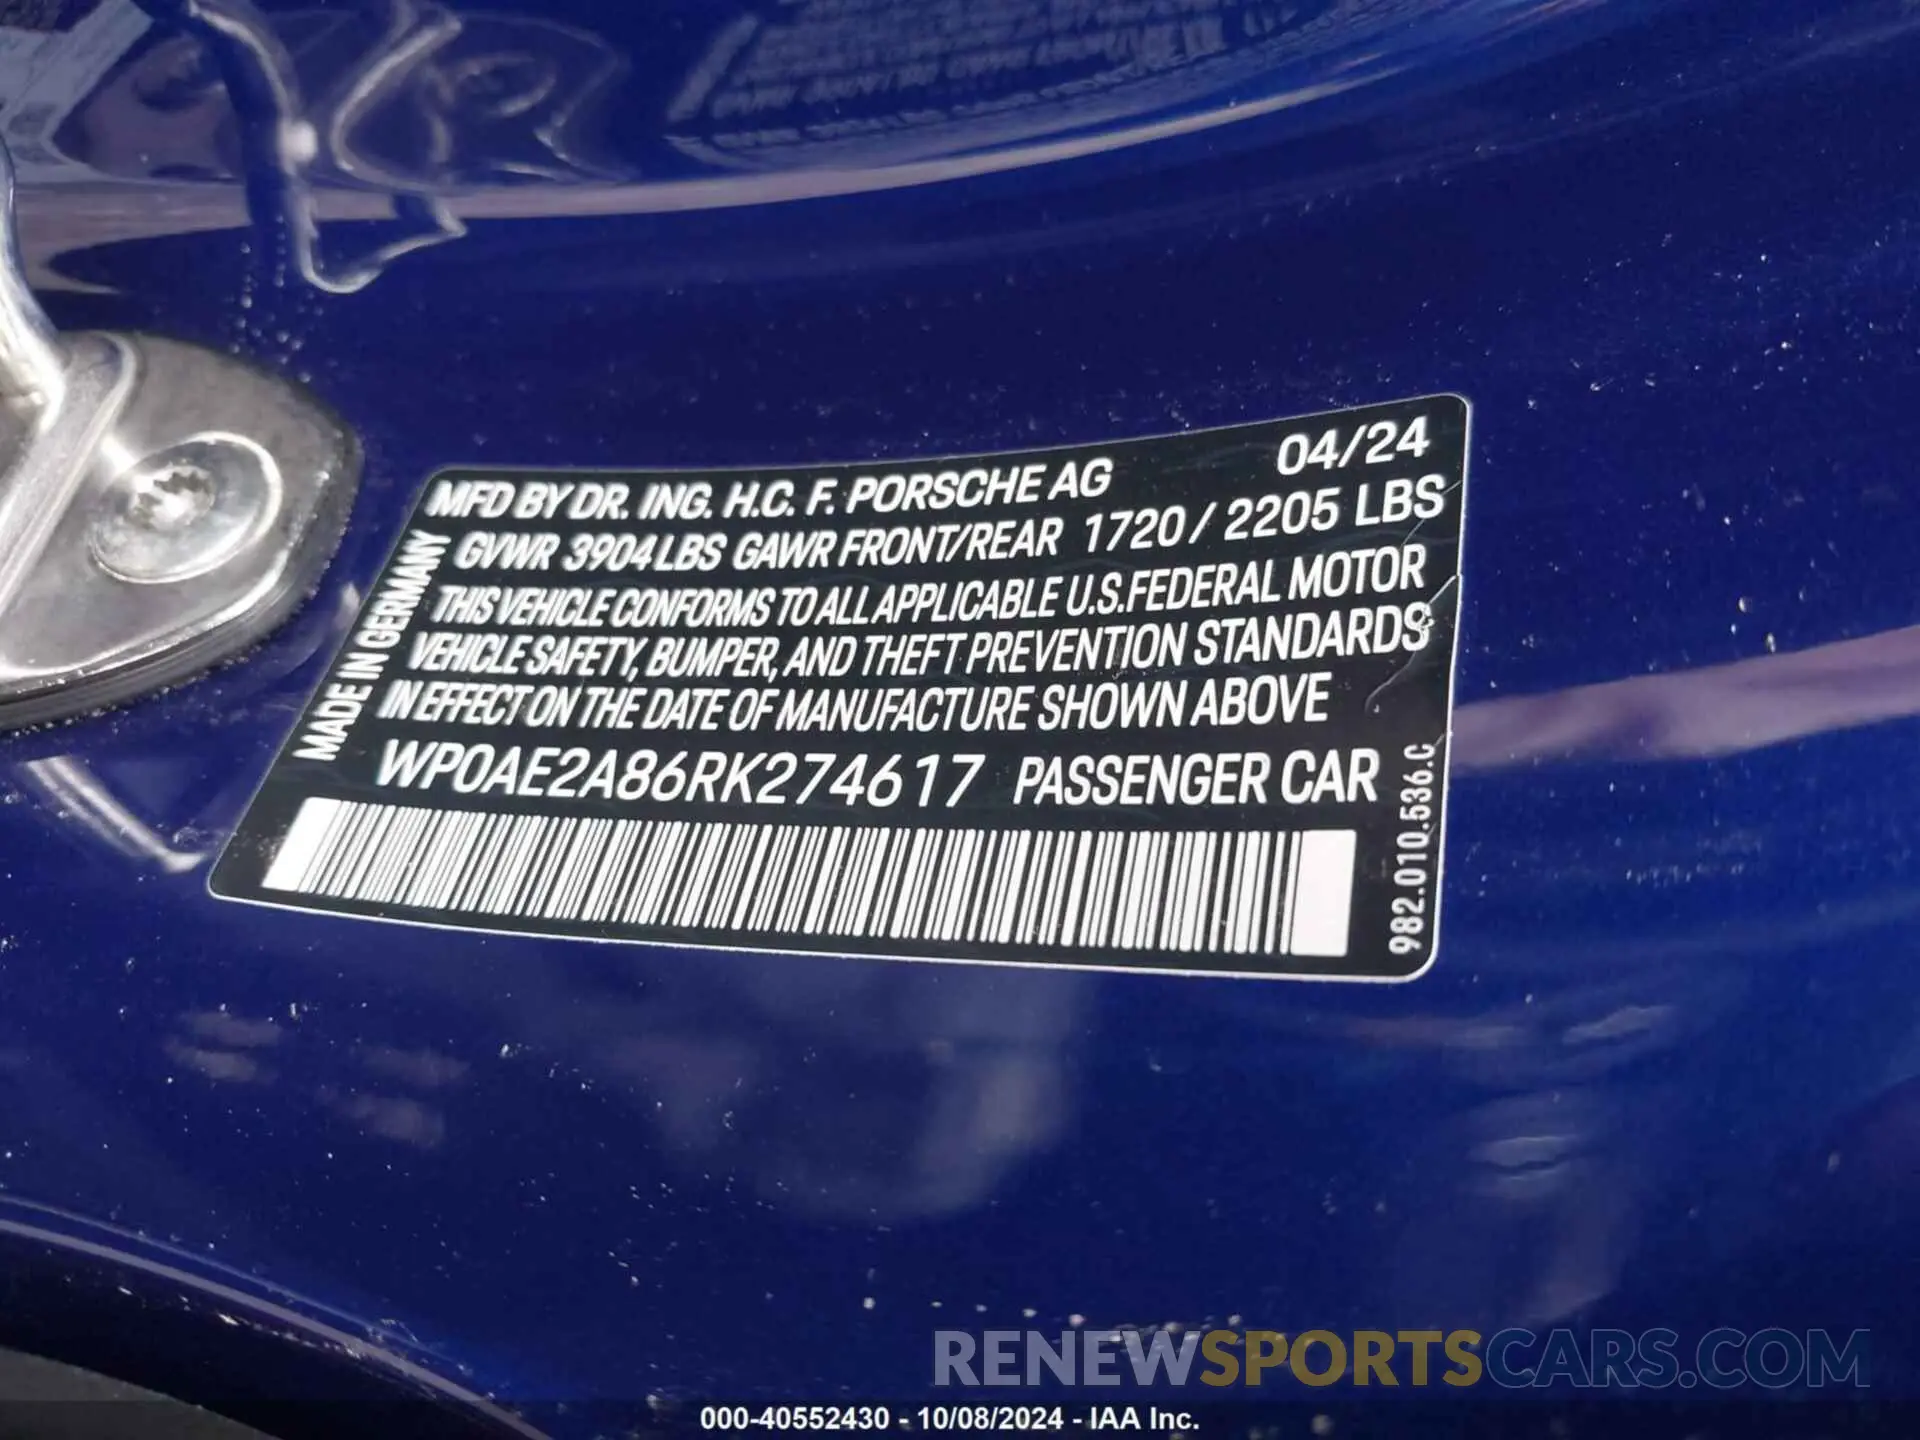 MFD BY DR. ING. H.C. F. PORSCHE AG 04/24
GVWR 3904 LBS GAWR FRONT/REAR 1720 / 2205 LBS
THIS VEHICLE CONFORMS TO ALL APPLICABLE U.S. FEDERAL MOTOR
VEHICLE SAFETY, BUMPER, AND THEFT PREVENTION STANDARDS
IN EFFECT ON THE DATE OF MANUFACTURE SHOWN ABOVE
WP0AE2A86RK274617 PASSENGER CAR
MADE IN GERMANY
982.010.536.C
RENEWSPORTSCARS.COM
000-40552430 - 10/08/2024 - IAA Inc.